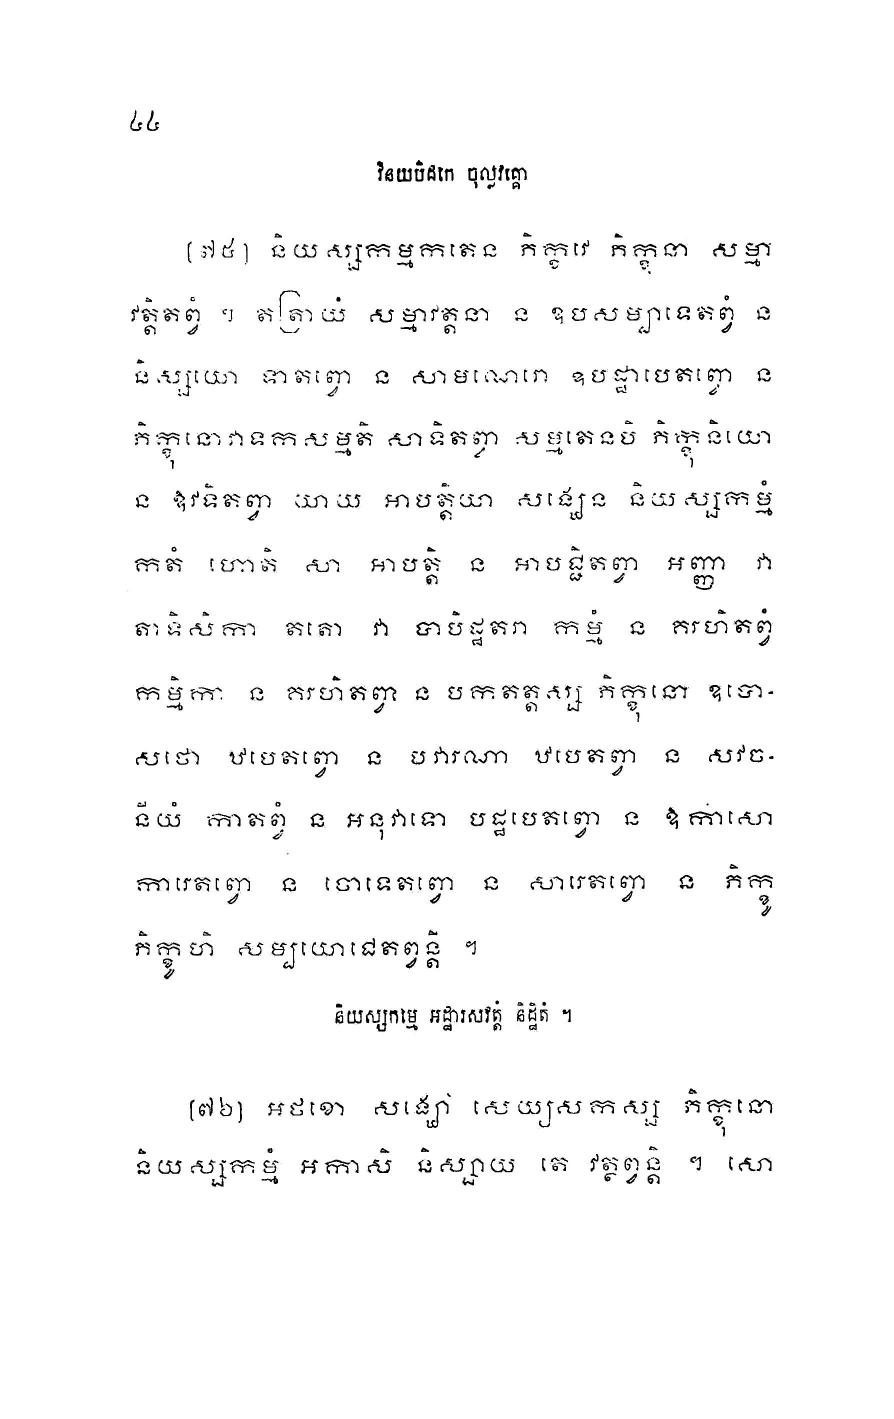 ៤៤
វិនយបិដកេ ចុល្លវគ្គោ
[៧៥] និយស្សកម្មកតេន ភិក្ខវេ ភិក្ខុនា សម្មា
វត្តិតព្វំ ។ តត្រាយំ សម្មាវត្តនា ន ឧបសម្បាទេតព្វំ ន
និស្សយោ ទាតព្វោ ន សាមណេរោ ឧបដ្ឋាបេតព្វោ ន
ភិក្ខុនោវាទកសម្មតិ សាទិតព្វា សម្មតេនបិ ភិក្ខុនិយោ
ន ឱវទិតព្វា យាយ អាបត្តិយា សង្ឃេន និយស្សកម្មំ
កតំ ហោតិ សា អាបត្តិ ន អាបជ្ជិតព្វា អញ្ញា វា
តាទិសិកា តតោ វា បាបិដ្ឋតរា កម្មំ ន គរហិតព្វំ
កម្មិកា ន គរហិតព្វា ន បកតត្តស្ស ភិក្ខុនោ ឧបោ-
សថោ ឋបេតព្វោ ន បវារណា ឋបេតព្វា ន សវច-
នីយំ កាតព្វំ ន អនុវាទោ បដ្ឋបេតព្វោ ន ឱកាសោ
ការេតព្វោ ន ចោទេតព្វោ ន សារេតព្វោ ន ភិក្ខូ
ភិក្ខូហិ សម្បយោជេតព្វន្តិ ។
និយស្សកម្មេ អដ្ឋារសវត្តំ និដ្ឋិតំ ។
[៧៦] អថខោ សង្ឃោ សេយ្យសកស្ស ភិក្ខុនោ
និយស្សកម្មំ អកាសិ និស្សាយ តេ វត្ថព្វន្តិ ។ សោ